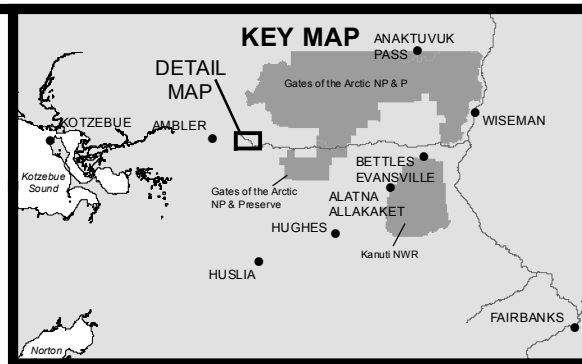 KEY MAP
ANAKTUVUK
PASS
DETAIL
MAP
Gates of the Arctic NP & P
KOTZEBUE
AMBLER
WISEMAN
Kotzebue
Sound
BETTLES
EVANSVILLE
Gates of the Arctic
NP & Preserve
ALATNA
ALLAKAKET
HUGHES
Kanuti NWR
HUSLIA
FAIRBANKS
Norton